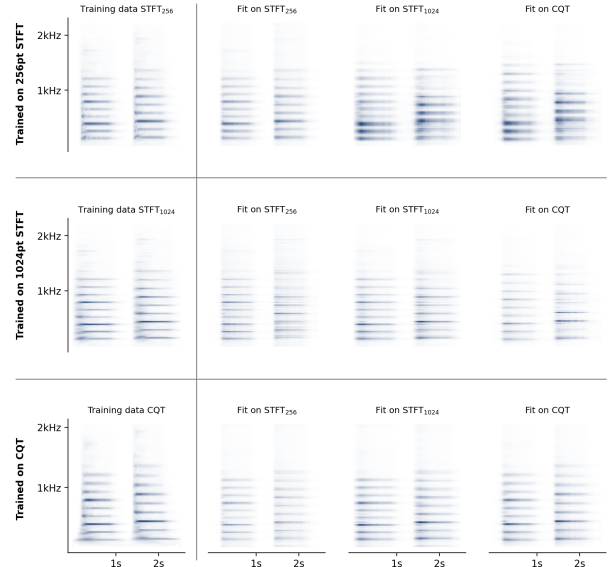 Training data STFT256 Fit on STFT256 Fit on STFT1024 Fit on CQT
Trained on 256pt STFT
2kHz
1kHz
Training data STFT1024 Fit on STFT256 Fit on STFT1024 Fit on CQT
Trained on 1024pt STFT
2kHz
1kHz
Training data CQT Fit on STFT256 Fit on STFT1024 Fit on CQT
Trained on CQT
2kHz
1kHz
1s 2s 1s 2s 1s 2s 1s 2s